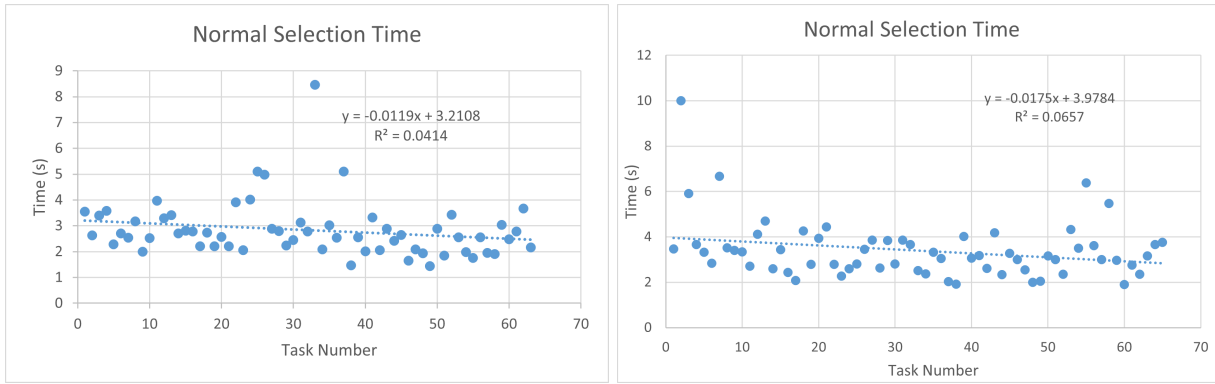 Normal Selection Time
9
8
7
6
5
4
3
2
1
0
Time (s)
y = -0.0119x + 3.2108
R² = 0.0414
0 10 20 30 40 50 60 70
Task Number
Normal Selection Time
12
10
8
6
4
2
0
Time (s)
y = -0.0175x + 3.9784
R² = 0.0657
0 10 20 30 40 50 60 70
Task Number